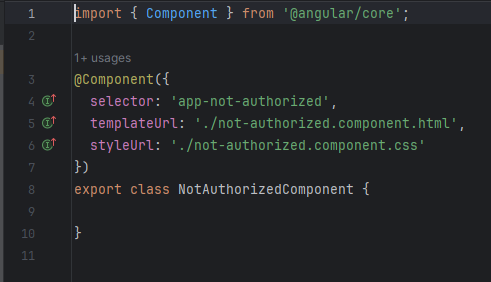 1 import { Component } from '@angular/core';
2
1+ usages
3 @Component({
4 selector: 'app-not-authorized',
5 templateUrl: './not-authorized.component.html',
6 styleUrl: './not-authorized.component.css'
7 })
8 export class NotAuthorizedComponent {
9
10 }
11